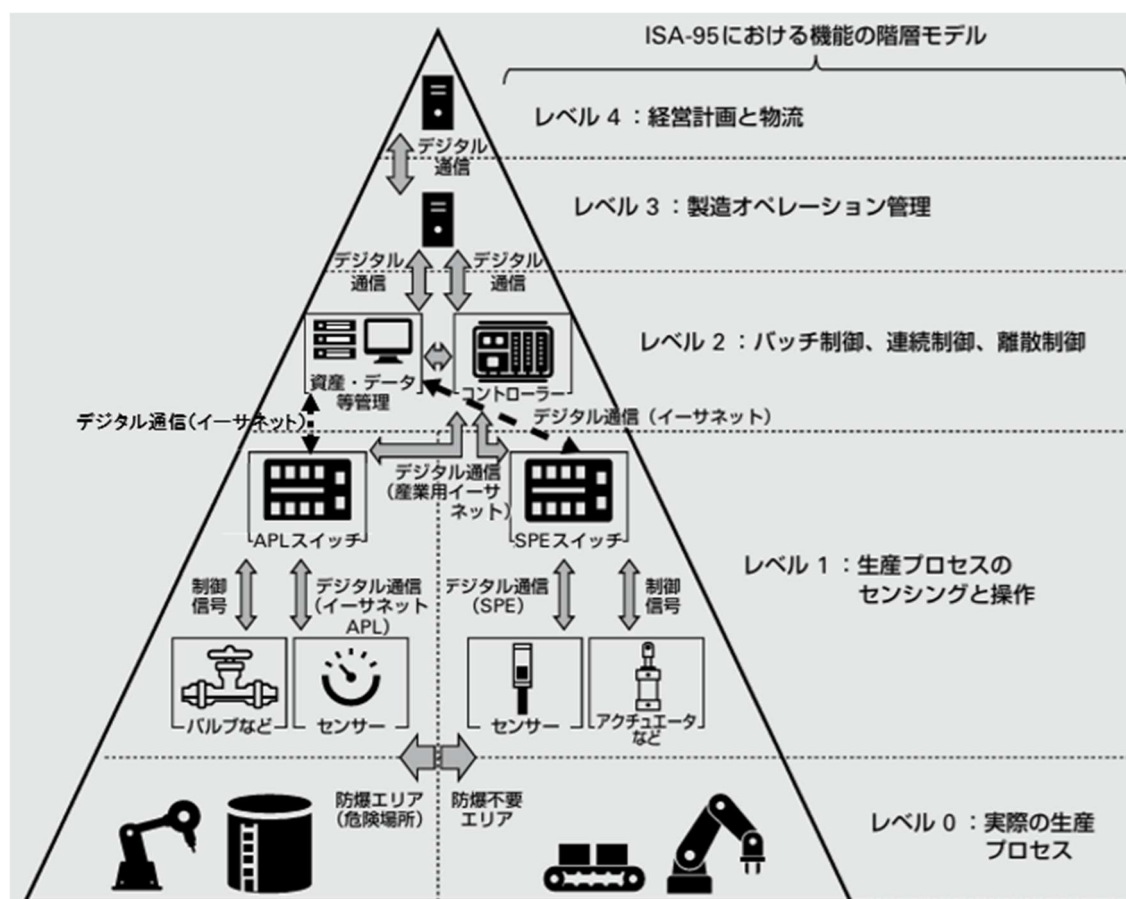 ISA-95における機能の階層モデル
レベル 4 ：経営計画と物流
デジタル
通信
レベル 3 ：製造オペレーション管理
デジタル
通信
デジタル
通信
レベル 2 ：バッチ制御、連続制御、離散制御
資産・データ
等管理
コントローラー
デジタル通信(イーサネット)
デジタル通信（イーサネット）
デジタル通信
（産業用イーサ
ネット）
APLスイッチ
SPEスイッチ
レベル 1 ：生産プロセスの
センシングと操作
制御
信号
デジタル通信
（イーサネット
APL）
デジタル通信
（SPE）
制御
信号
バルブなど
センサー
センサー
アクチュエータ
など
防爆エリア
（危険場所）
防爆不要
エリア
レベル 0 ：実際の生産
プロセス